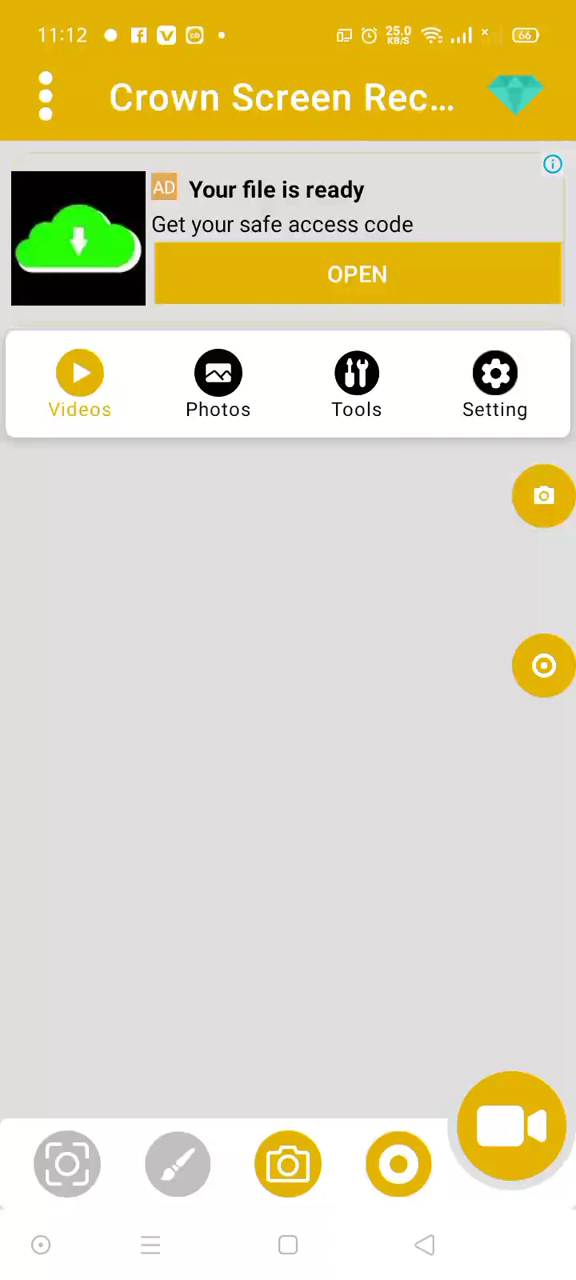 11:12
25.0
KB/S
66
Crown Screen Rec...
AD Your file is ready
Get your safe access code
OPEN
Videos Photos Tools Setting